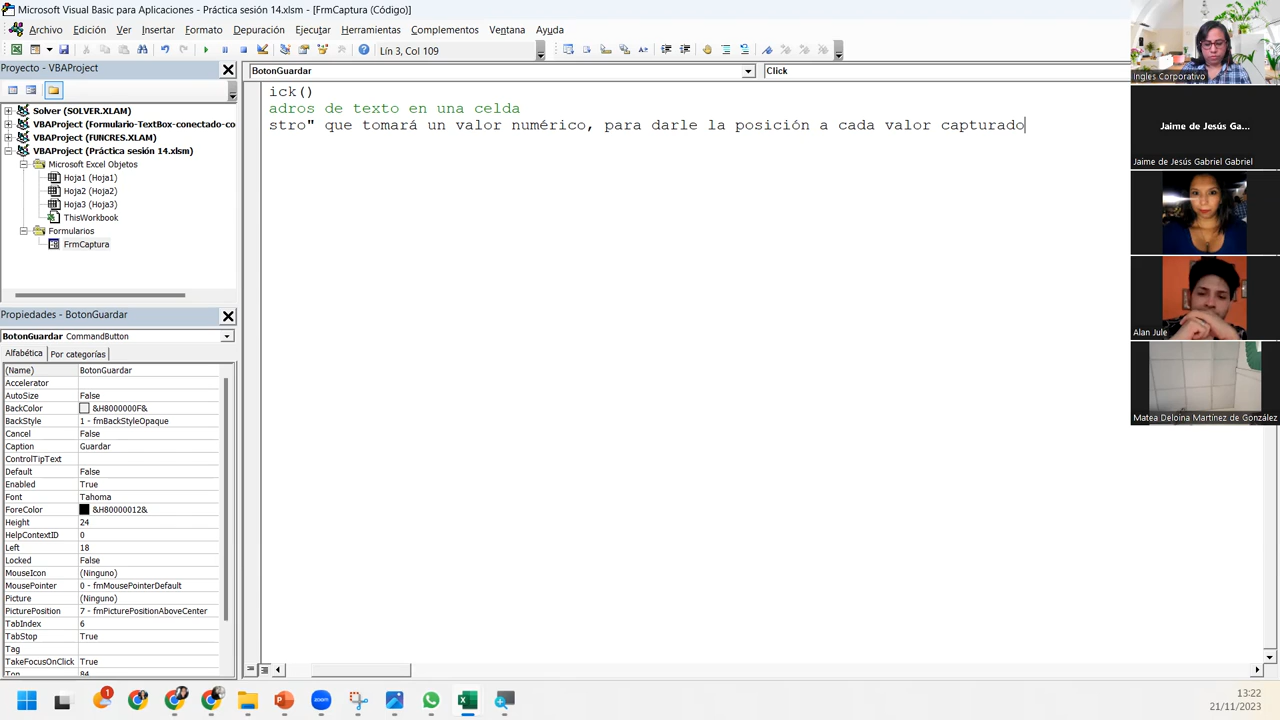 Microsoft Visual Basic para Aplicaciones - Práctica sesión 14.xlsm - [FrmCaptura (Código)]
Archivo Edición Ver Insertar Formato Depuración Ejecutar Herramientas Complementos Ventana Ayuda
Lín 3, Col 109
Proyecto - VBAProject
BotonGuardar
Click
Solver (SOLVER.XLAM)
VBAProject (Formulario-TextBox-conectado-co
VBAProject (FUNCRES.XLAM)
VBAProject (Práctica sesión 14.xlsm)
Microsoft Excel Objetos
Hoja1 (Hoja1)
Hoja2 (Hoja2)
Hoja3 (Hoja3)
ThisWorkbook
Formularios
FrmCaptura
ick()
adros de texto en una celda
stro" que tomará un valor numérico, para darle la posición a cada valor capturado
Propiedades - BotonGuardar
BotonGuardar CommandButton
Alfabética Por categorías
(Name) BotonGuardar
Accelerator
AutoSize False
BackColor &H8000000F&
BackStyle 1 - fmBackStyleOpaque
Cancel False
Caption Guardar
ControlTipText
Default False
Enabled True
Font Tahoma
ForeColor &H80000012&
Height 24
HelpContextID 0
Left 18
Locked False
MouseIcon (Ninguno)
MousePointer 0 - fmMousePointerDefault
Picture (Ninguno)
PicturePosition 7 - fmPicturePositionAboveCenter
TabIndex 6
TabStop True
Tag
TakeFocusOnClick True
Top 84
Ingles Corporativo
Jaime de Jesús Ga...
Jaime de Jesús Gabriel Gabriel
Alan Jule
Matea Deloina Martínez de González
1
13:22
21/11/2023